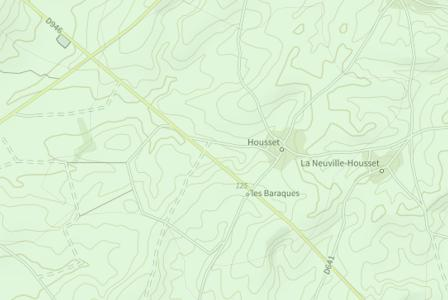 D946
Housset
La Neuville-Housset
125
les Baraques
D641